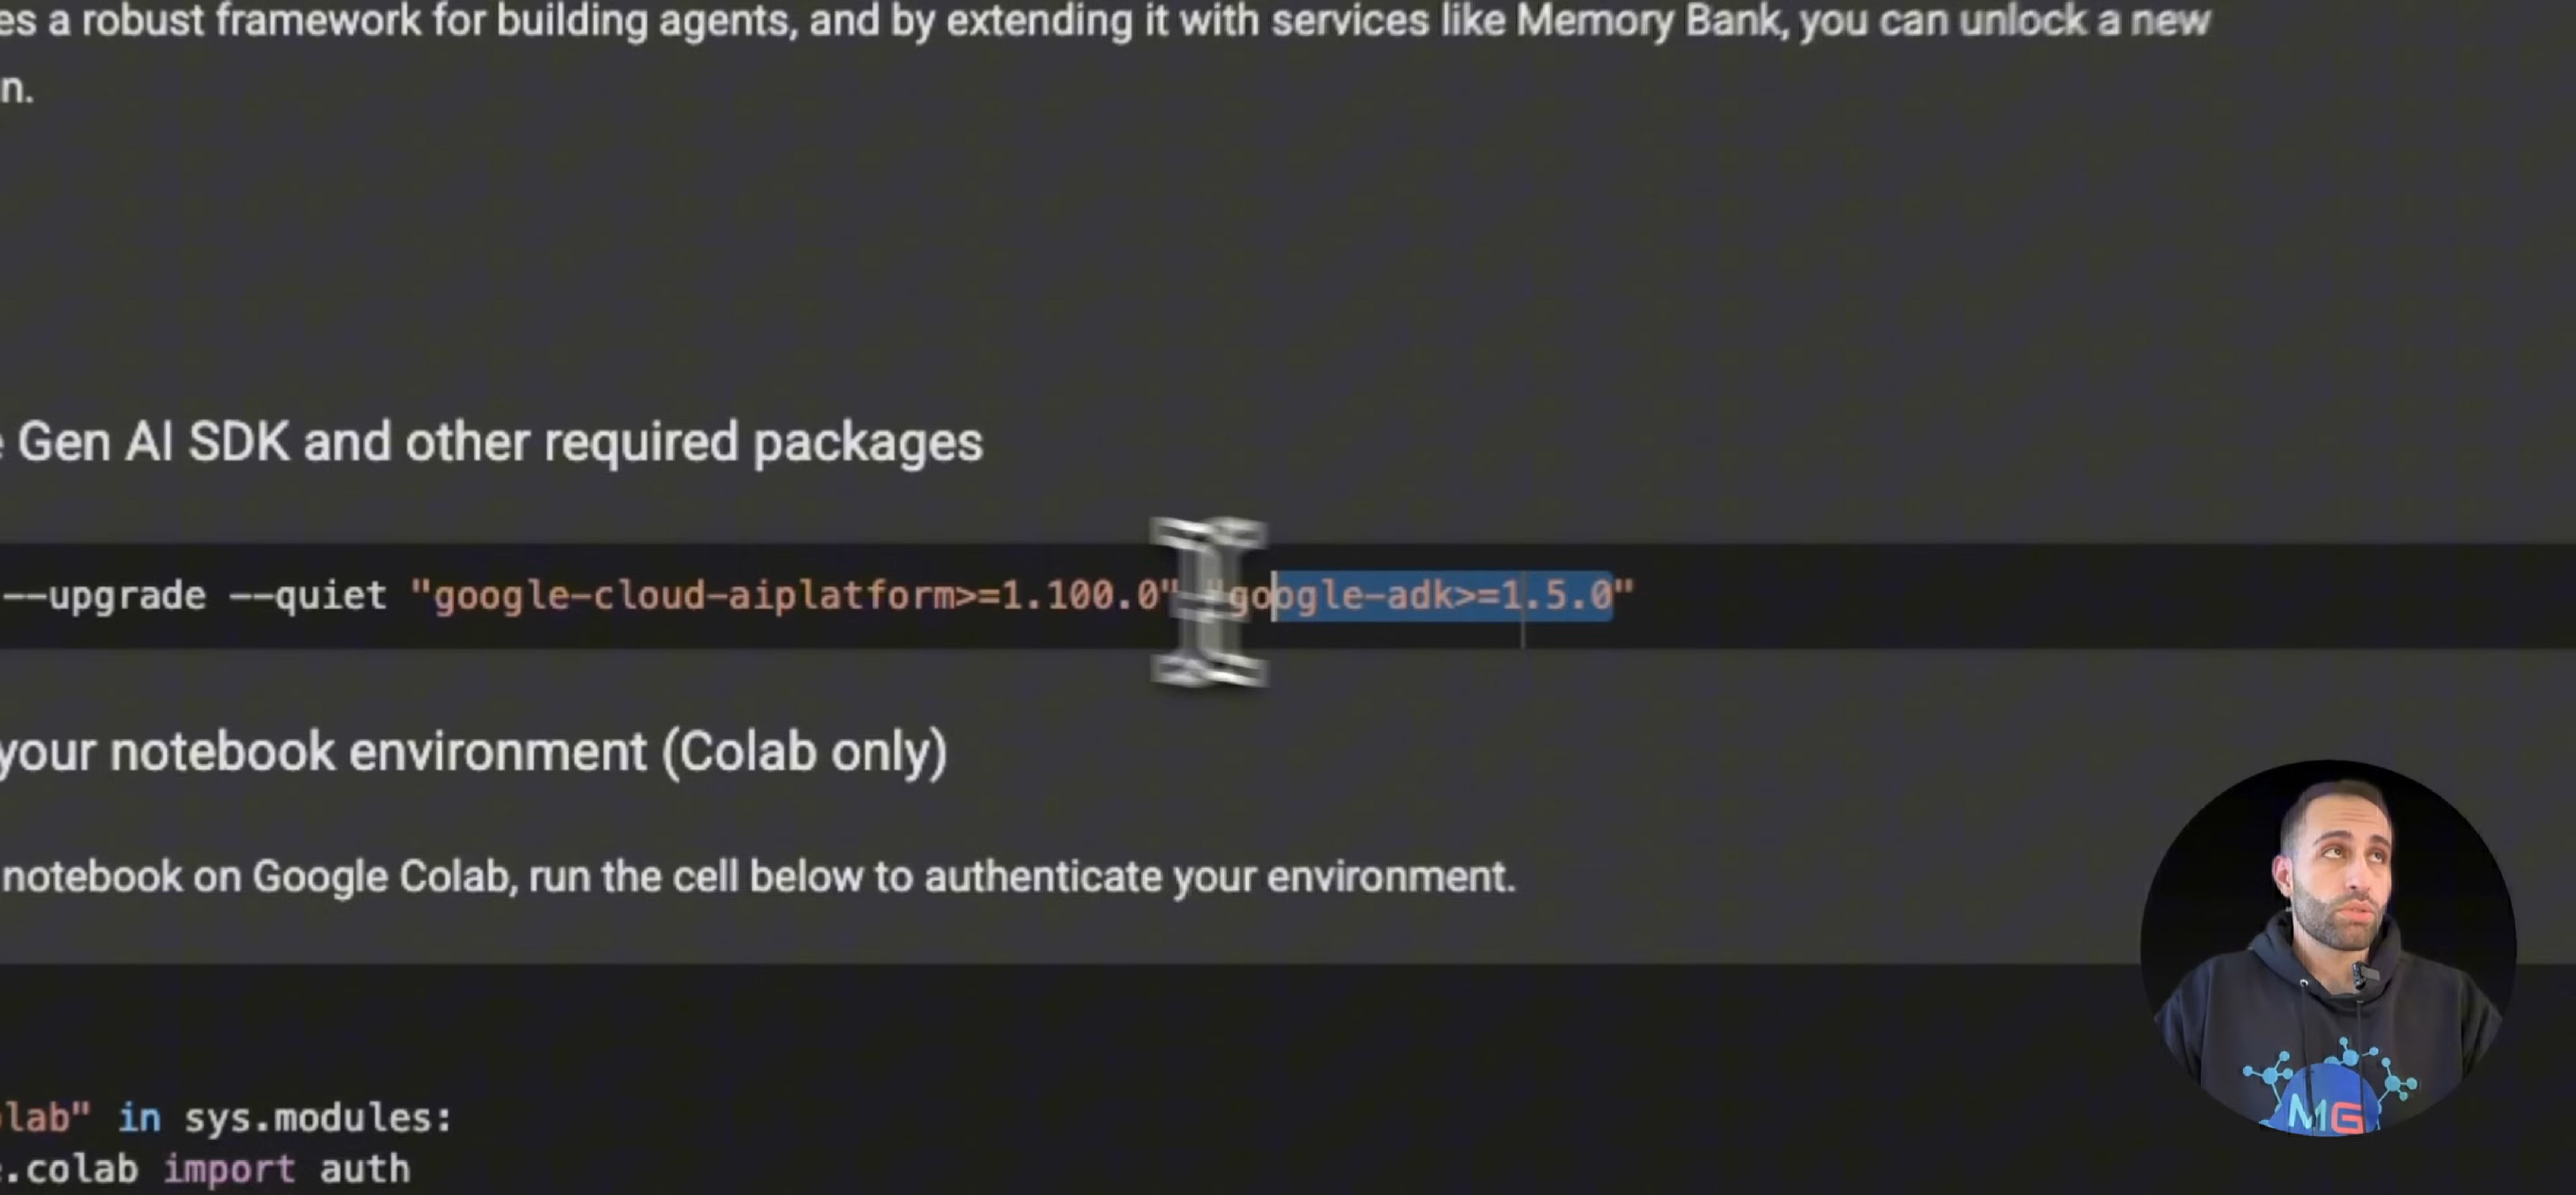 es a robust framework for building agents, and by extending it with services like Memory Bank, you can unlock a new
n.
Gen AI SDK and other required packages
--upgrade --quiet "google-cloud-aiplatform>=1.100.0" "google-adk>=1.5.0"
your notebook environment (Colab only)
notebook on Google Colab, run the cell below to authenticate your environment.
lab" in sys.modules:
.colab import auth
MG